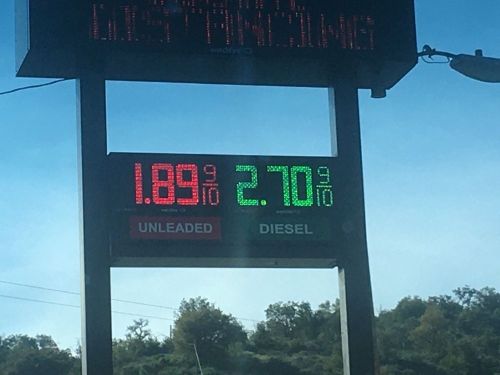 DISTANCING
1.89 9/10 2.70 9/10
UNLEADED DIESEL